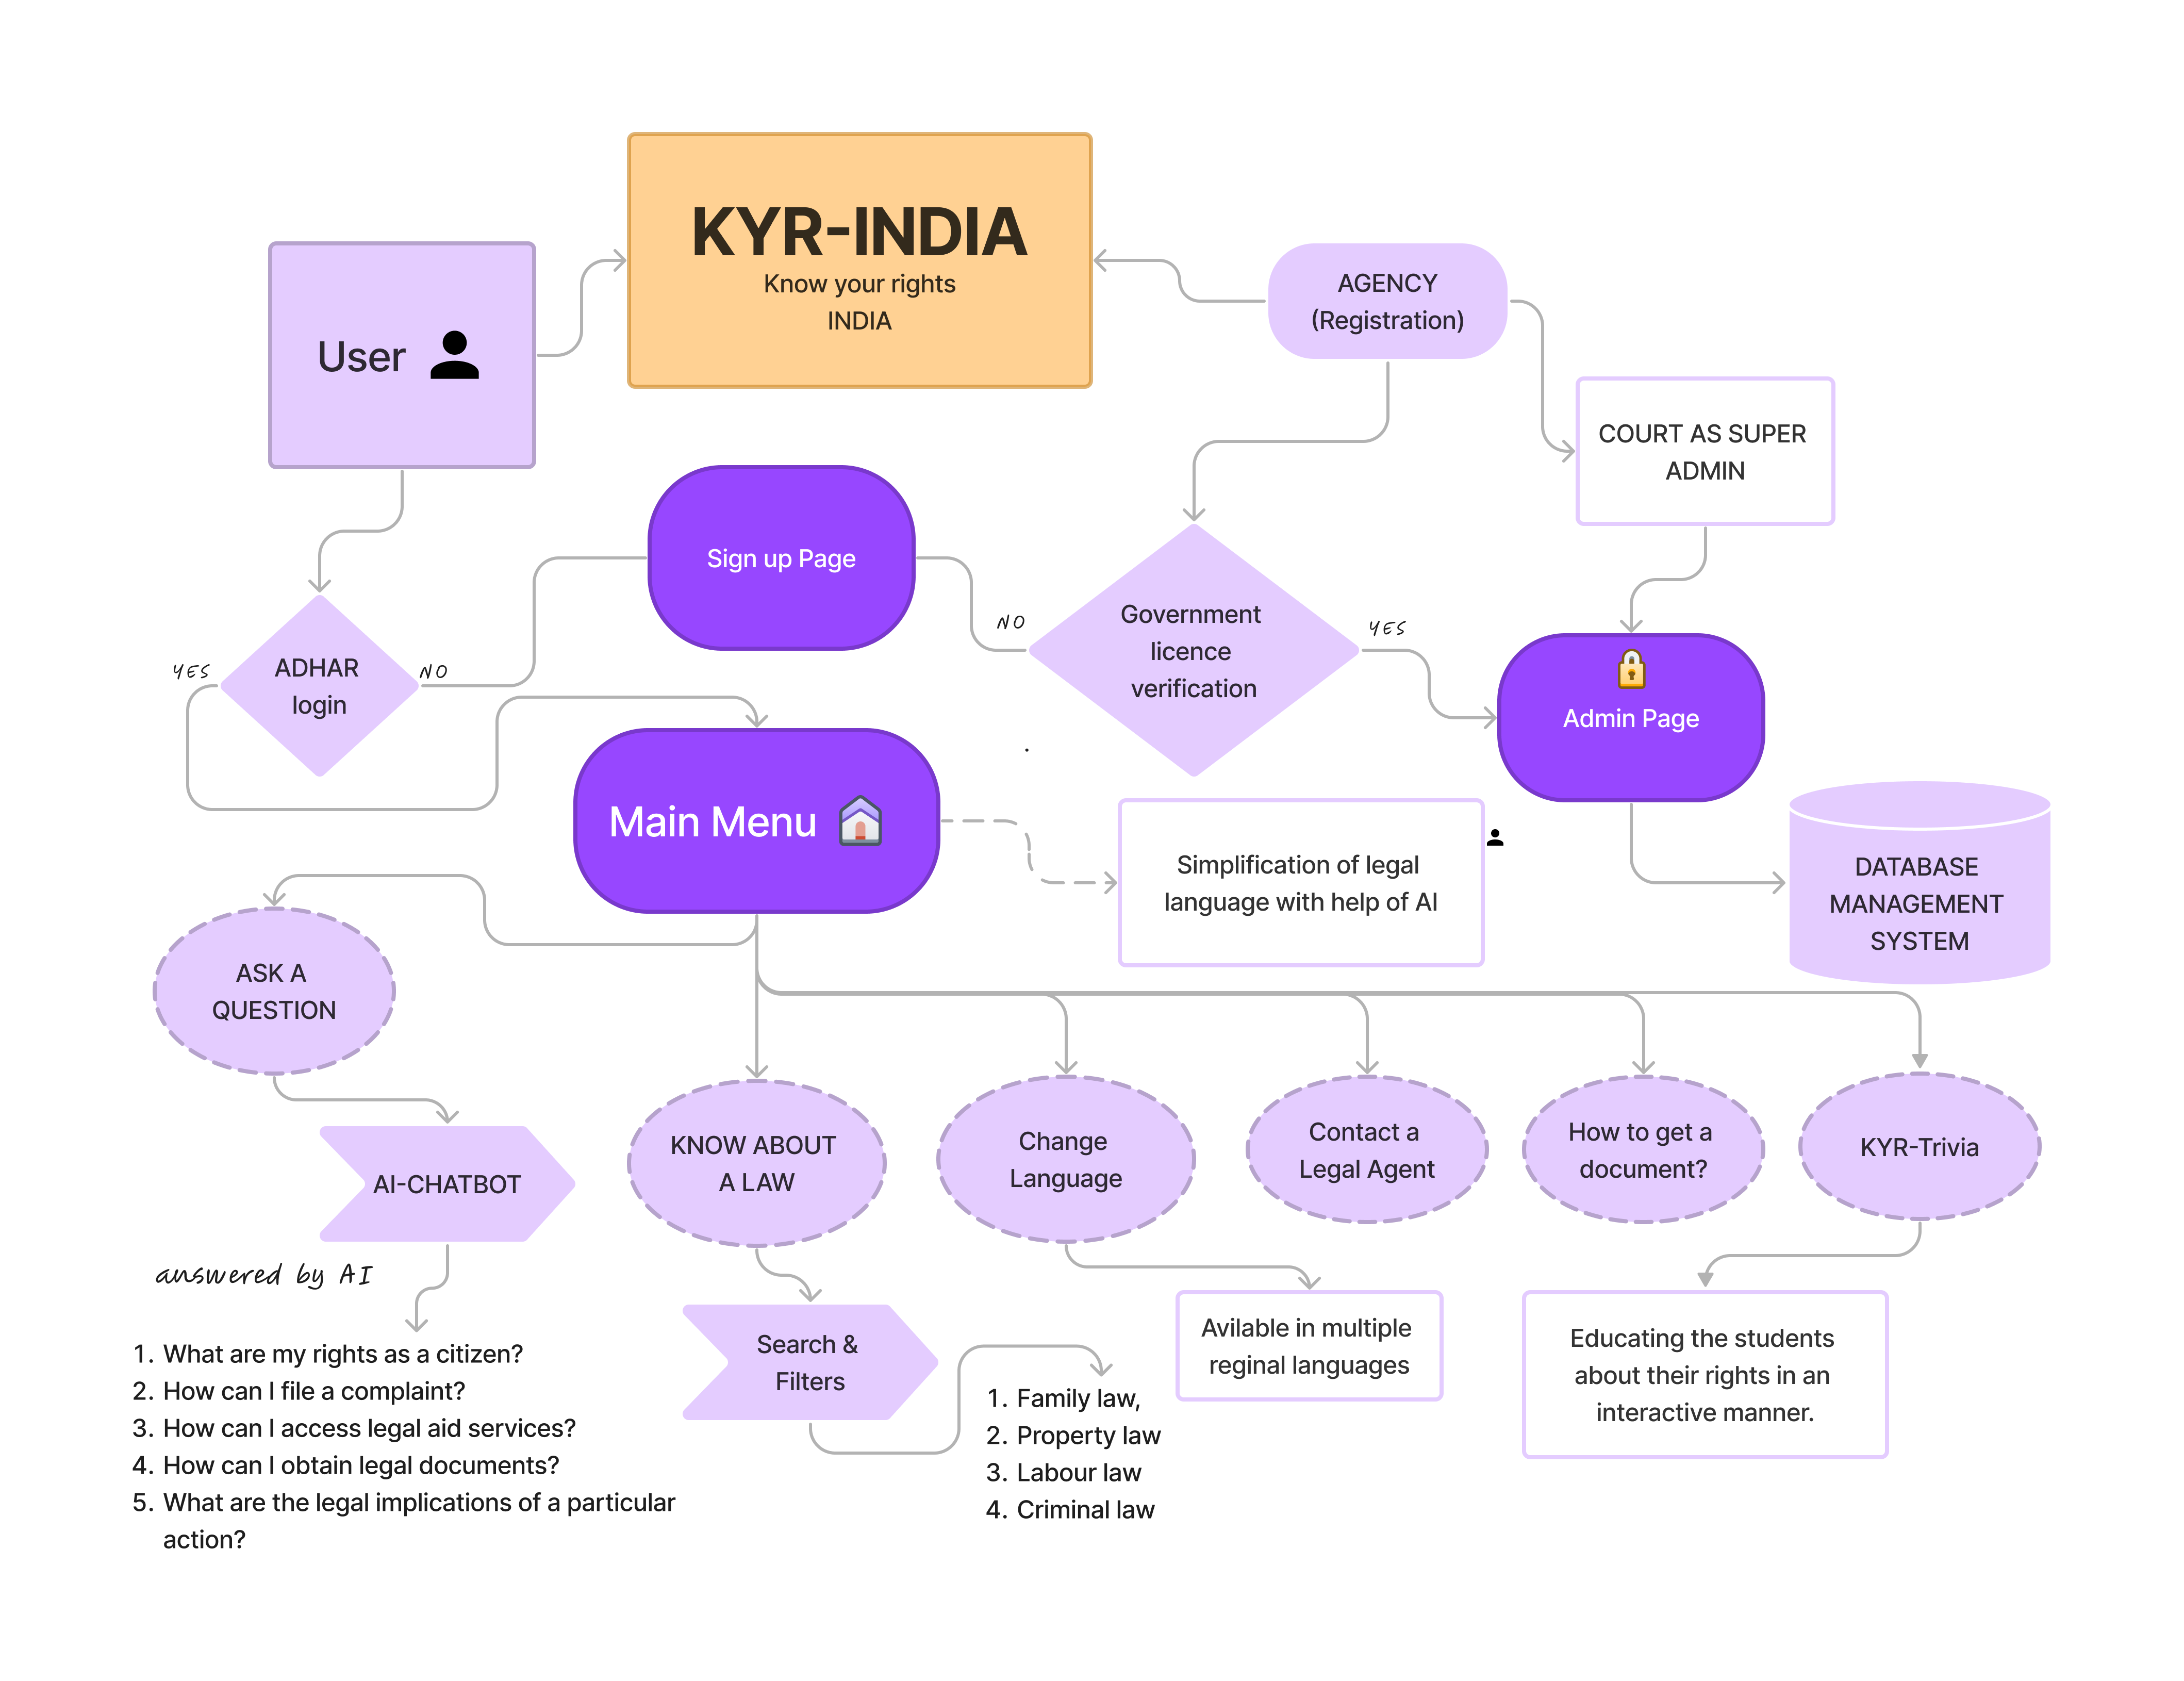 KYR-INDIA
Know your rights
INDIA
User
AGENCY
(Registration)
COURT AS SUPER
ADMIN
Sign up Page
Government
licence
verification
NO
YES
ADHAR
login
YES
NO
Admin Page
Main Menu
Simplification of legal
language with help of AI
DATABASE
MANAGEMENT
SYSTEM
ASK A
QUESTION
KNOW ABOUT
A LAW
Change
Language
Contact a
Legal Agent
How to get a
document?
KYR-Trivia
AI-CHATBOT
answered by AI
1. What are my rights as a citizen?
2. How can I file a complaint?
3. How can I access legal aid services?
4. How can I obtain legal documents?
5. What are the legal implications of a particular
action?
Search &
Filters
1. Family law,
2. Property law
3. Labour law
4. Criminal law
Avilable in multiple
reginal languages
Educating the students
about their rights in an
interactive manner.